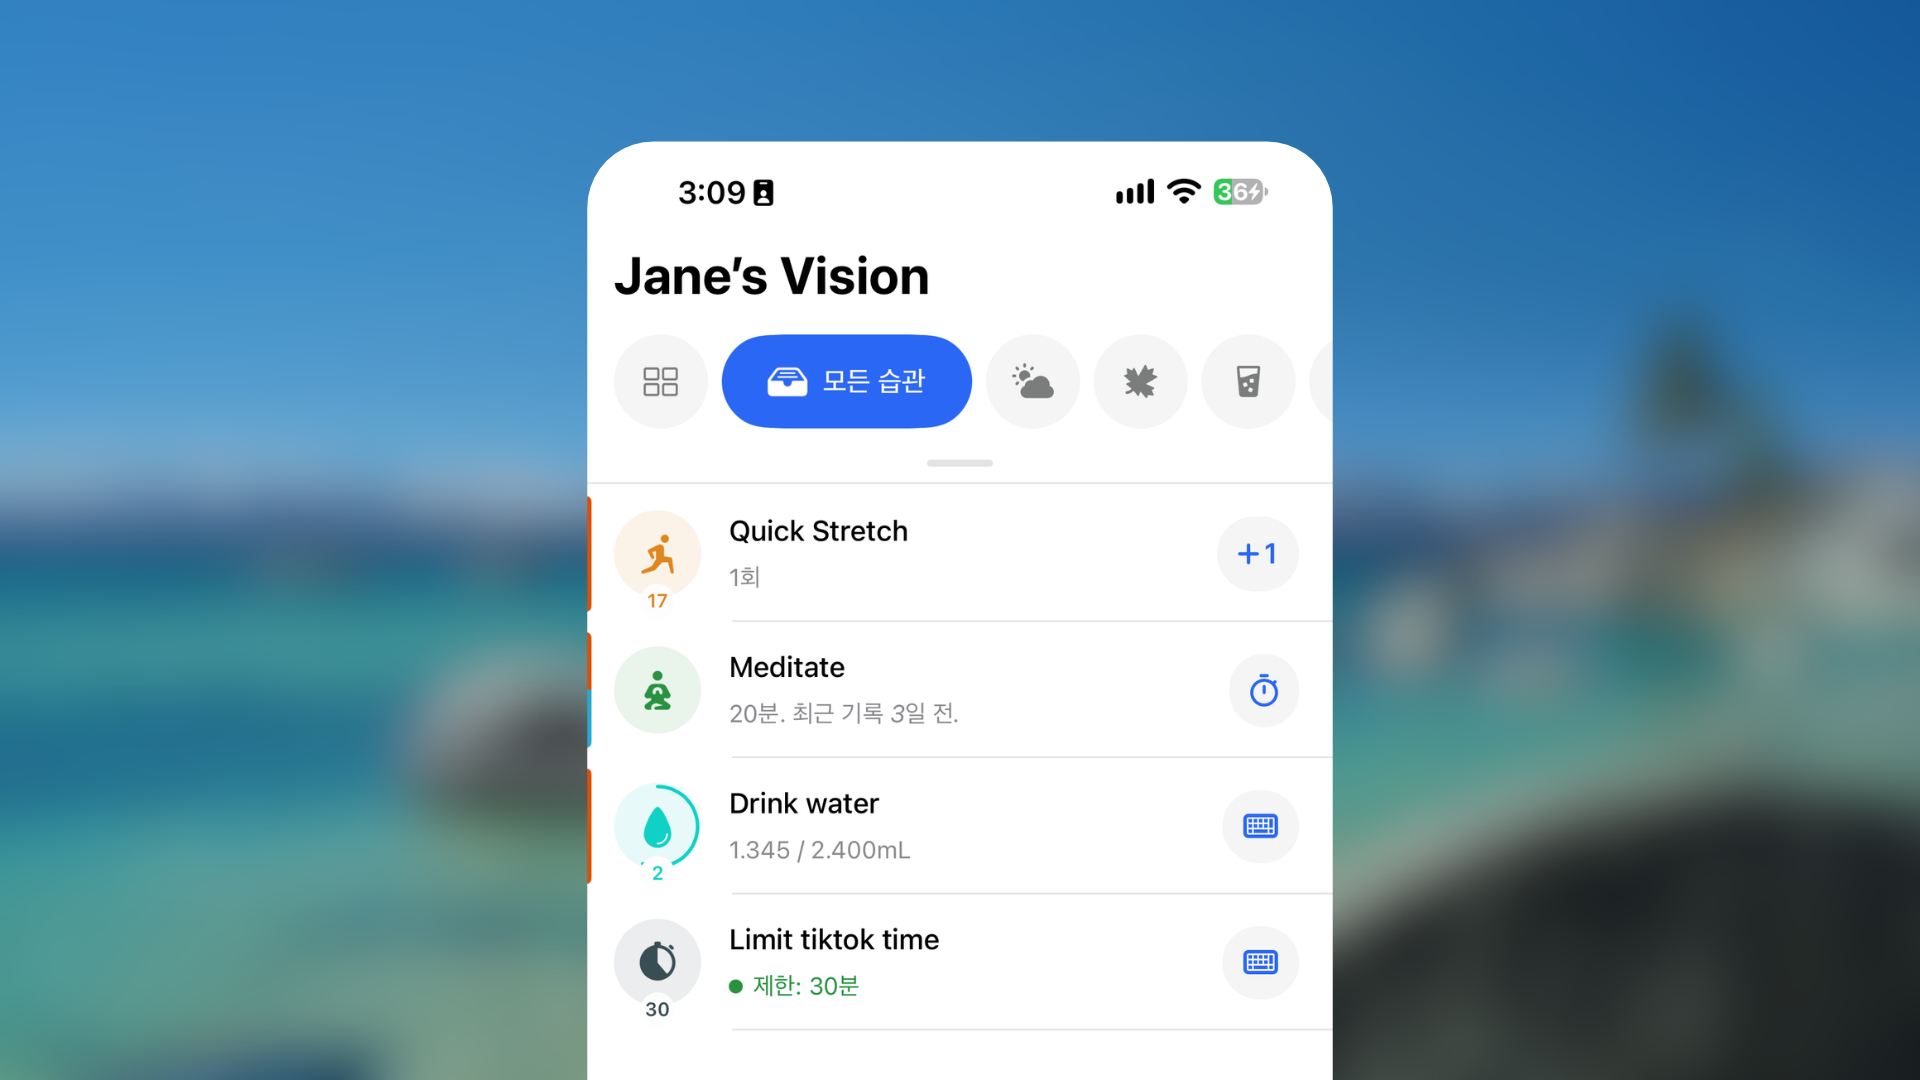 3:09
36
Jane's Vision
모든 습관
Quick Stretch
1회
+1
17
Meditate
20분. 최근 기록 3일 전.
Drink water
1.345 / 2.400mL
2
Limit tiktok time
제한: 30분
30